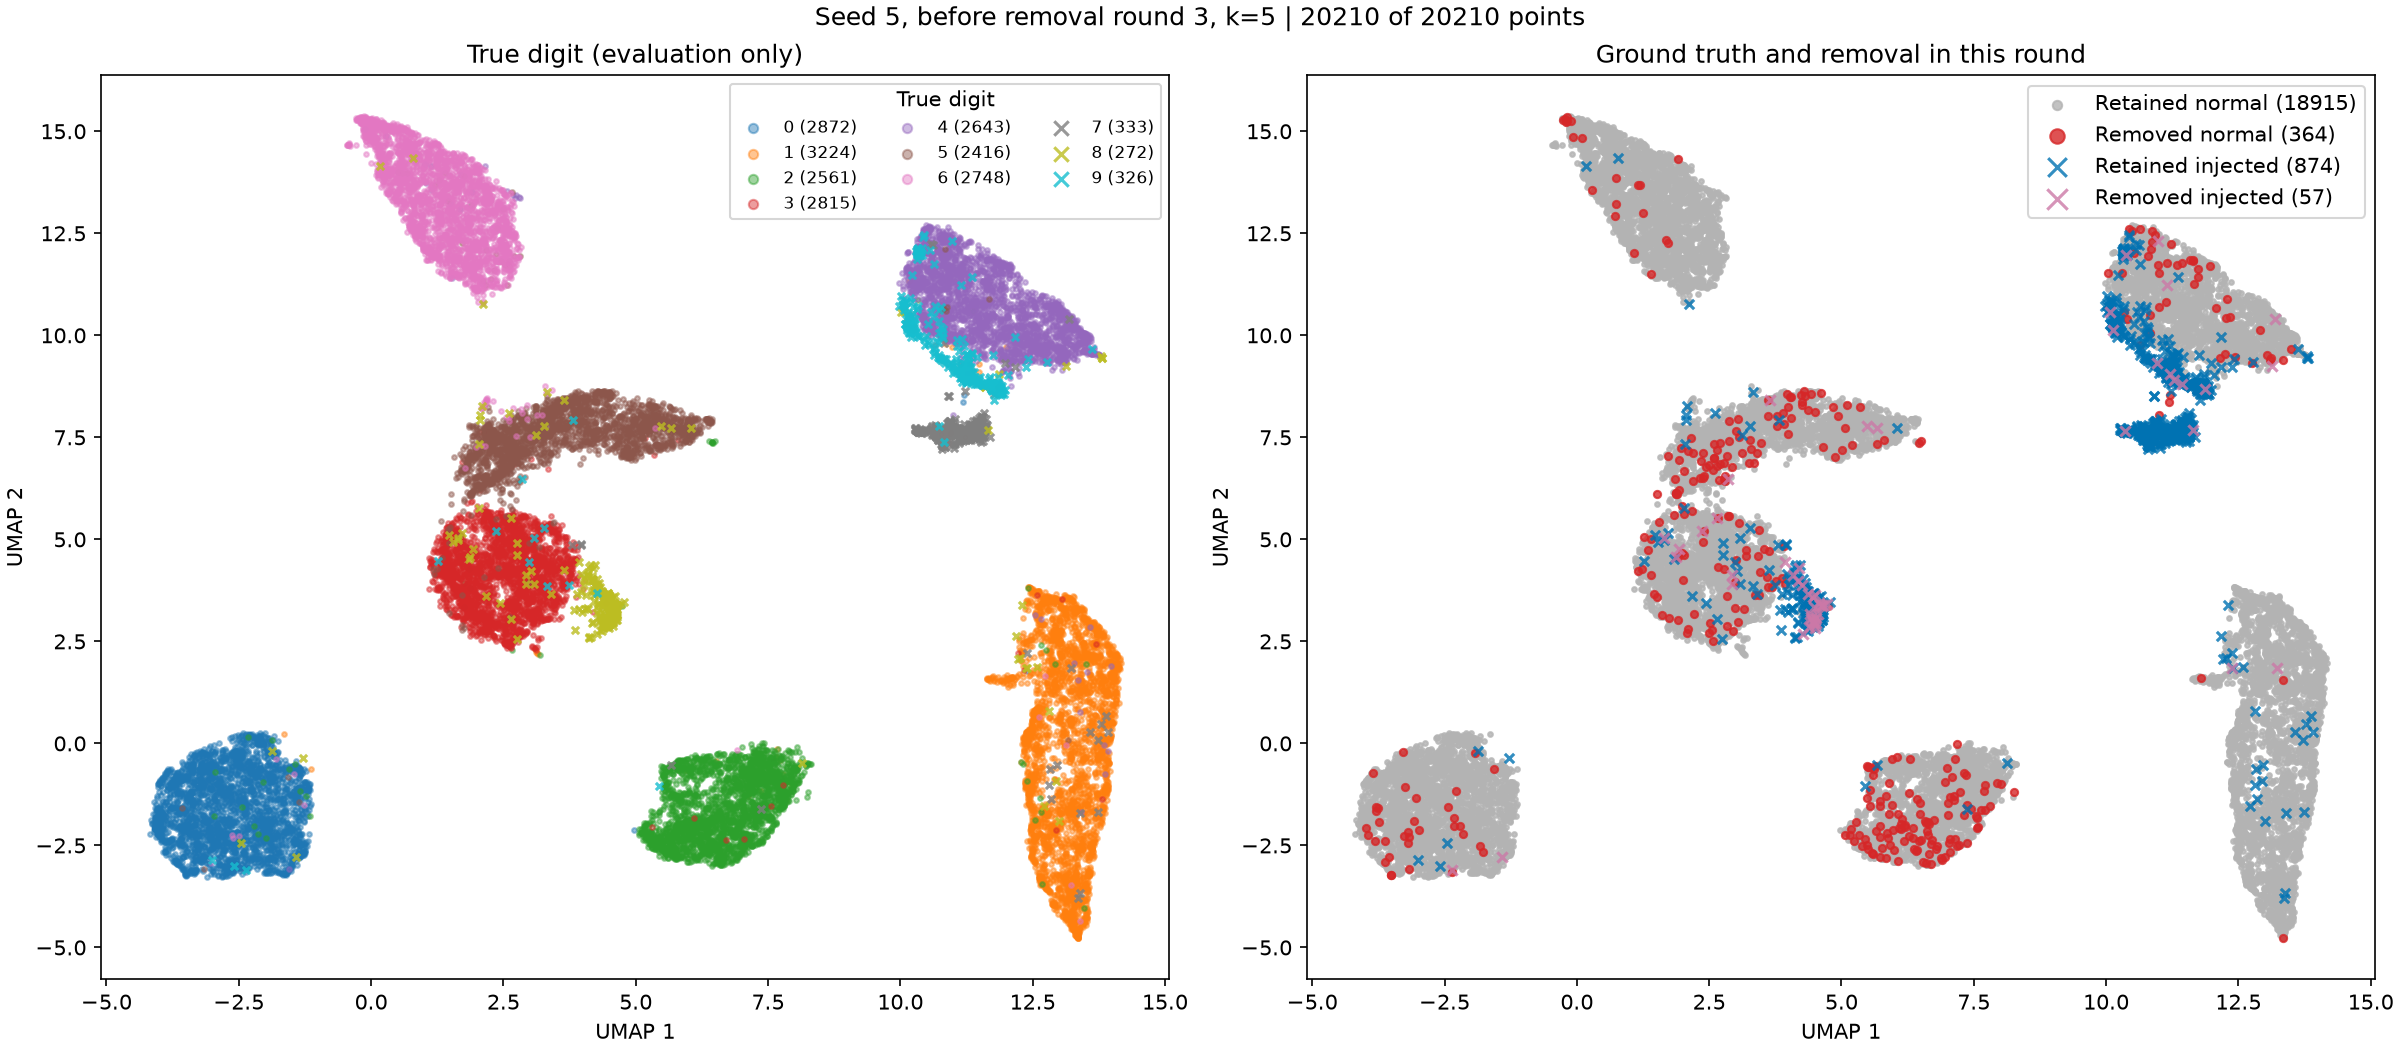 Seed 5, before removal round 3, k=5 | 20210 of 20210 points
True digit (evaluation only)
True digit
0 (2872)
1 (3224)
2 (2561)
3 (2815)
4 (2643)
5 (2416)
6 (2748)
7 (333)
8 (272)
9 (326)
15.0
12.5
10.0
7.5
5.0
2.5
0.0
−2.5
−5.0
UMAP 2
−5.0 −2.5 0.0 2.5 5.0 7.5 10.0 12.5 15.0
UMAP 1
Ground truth and removal in this round
Retained normal (18915)
Removed normal (364)
Retained injected (874)
Removed injected (57)
15.0
12.5
10.0
7.5
5.0
2.5
0.0
−2.5
−5.0
UMAP 2
−5.0 −2.5 0.0 2.5 5.0 7.5 10.0 12.5 15.0
UMAP 1